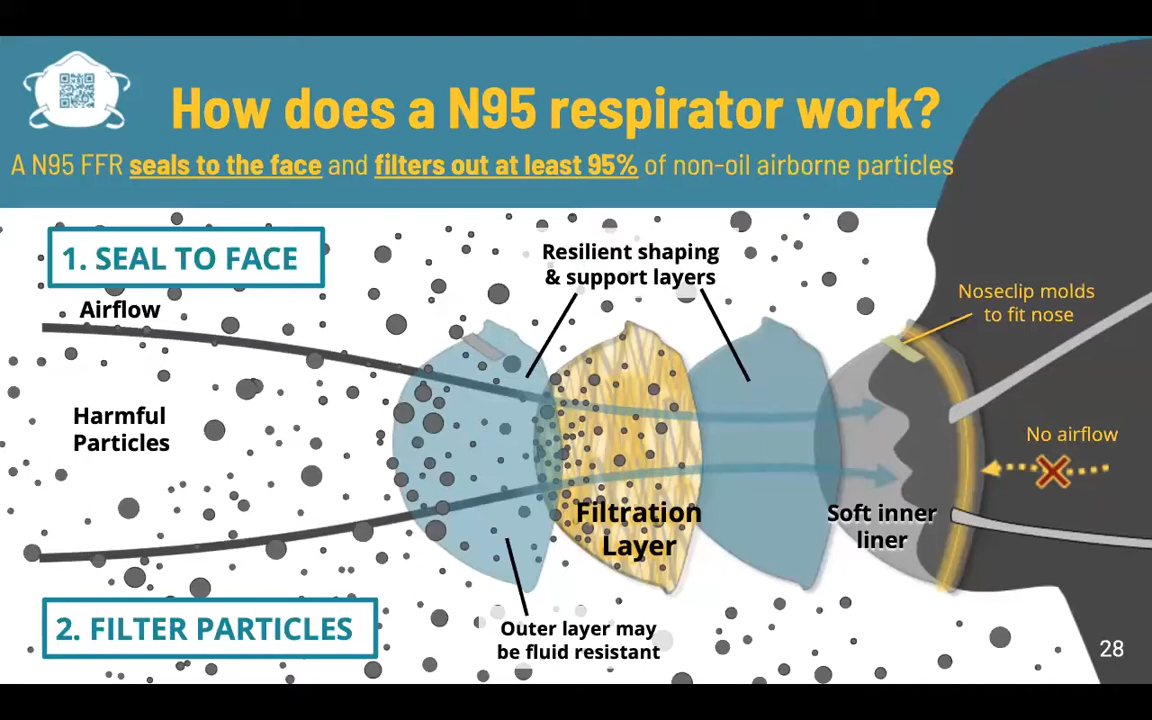 How does a N95 respirator work?
A N95 FFR seals to the face and filters out at least 95% of non-oil airborne particles
1. SEAL TO FACE
Resilient shaping
& support layers
Airflow
Noseclip molds
to fit nose
Harmful
Particles
No airflow
Filtration
Layer
Soft inner
liner
2. FILTER PARTICLES
Outer layer may
be fluid resistant
28